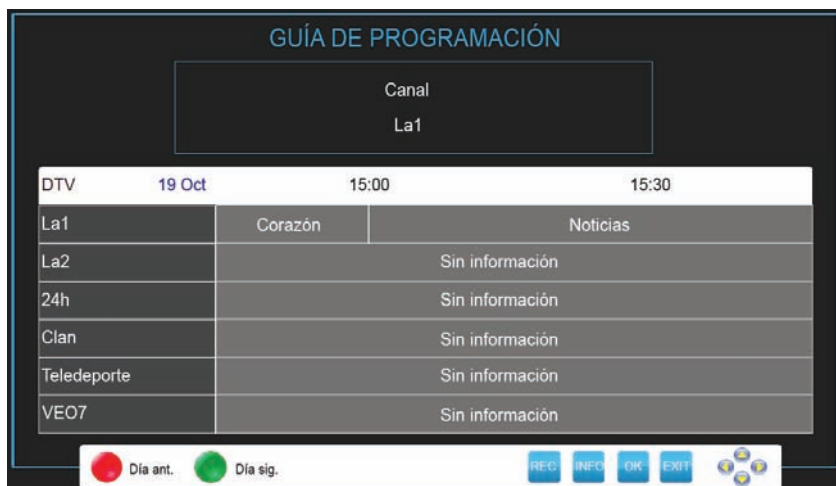 GUÍA DE PROGRAMACIÓN
Canal
La1
DTV 19 Oct 15:00 15:30
La1 Corazón Noticias
La2 Sin información
24h Sin información
Clan Sin información
Teledeporte Sin información
VEO7 Sin información
Día ant. Día sig. REC INFO OK EXIT